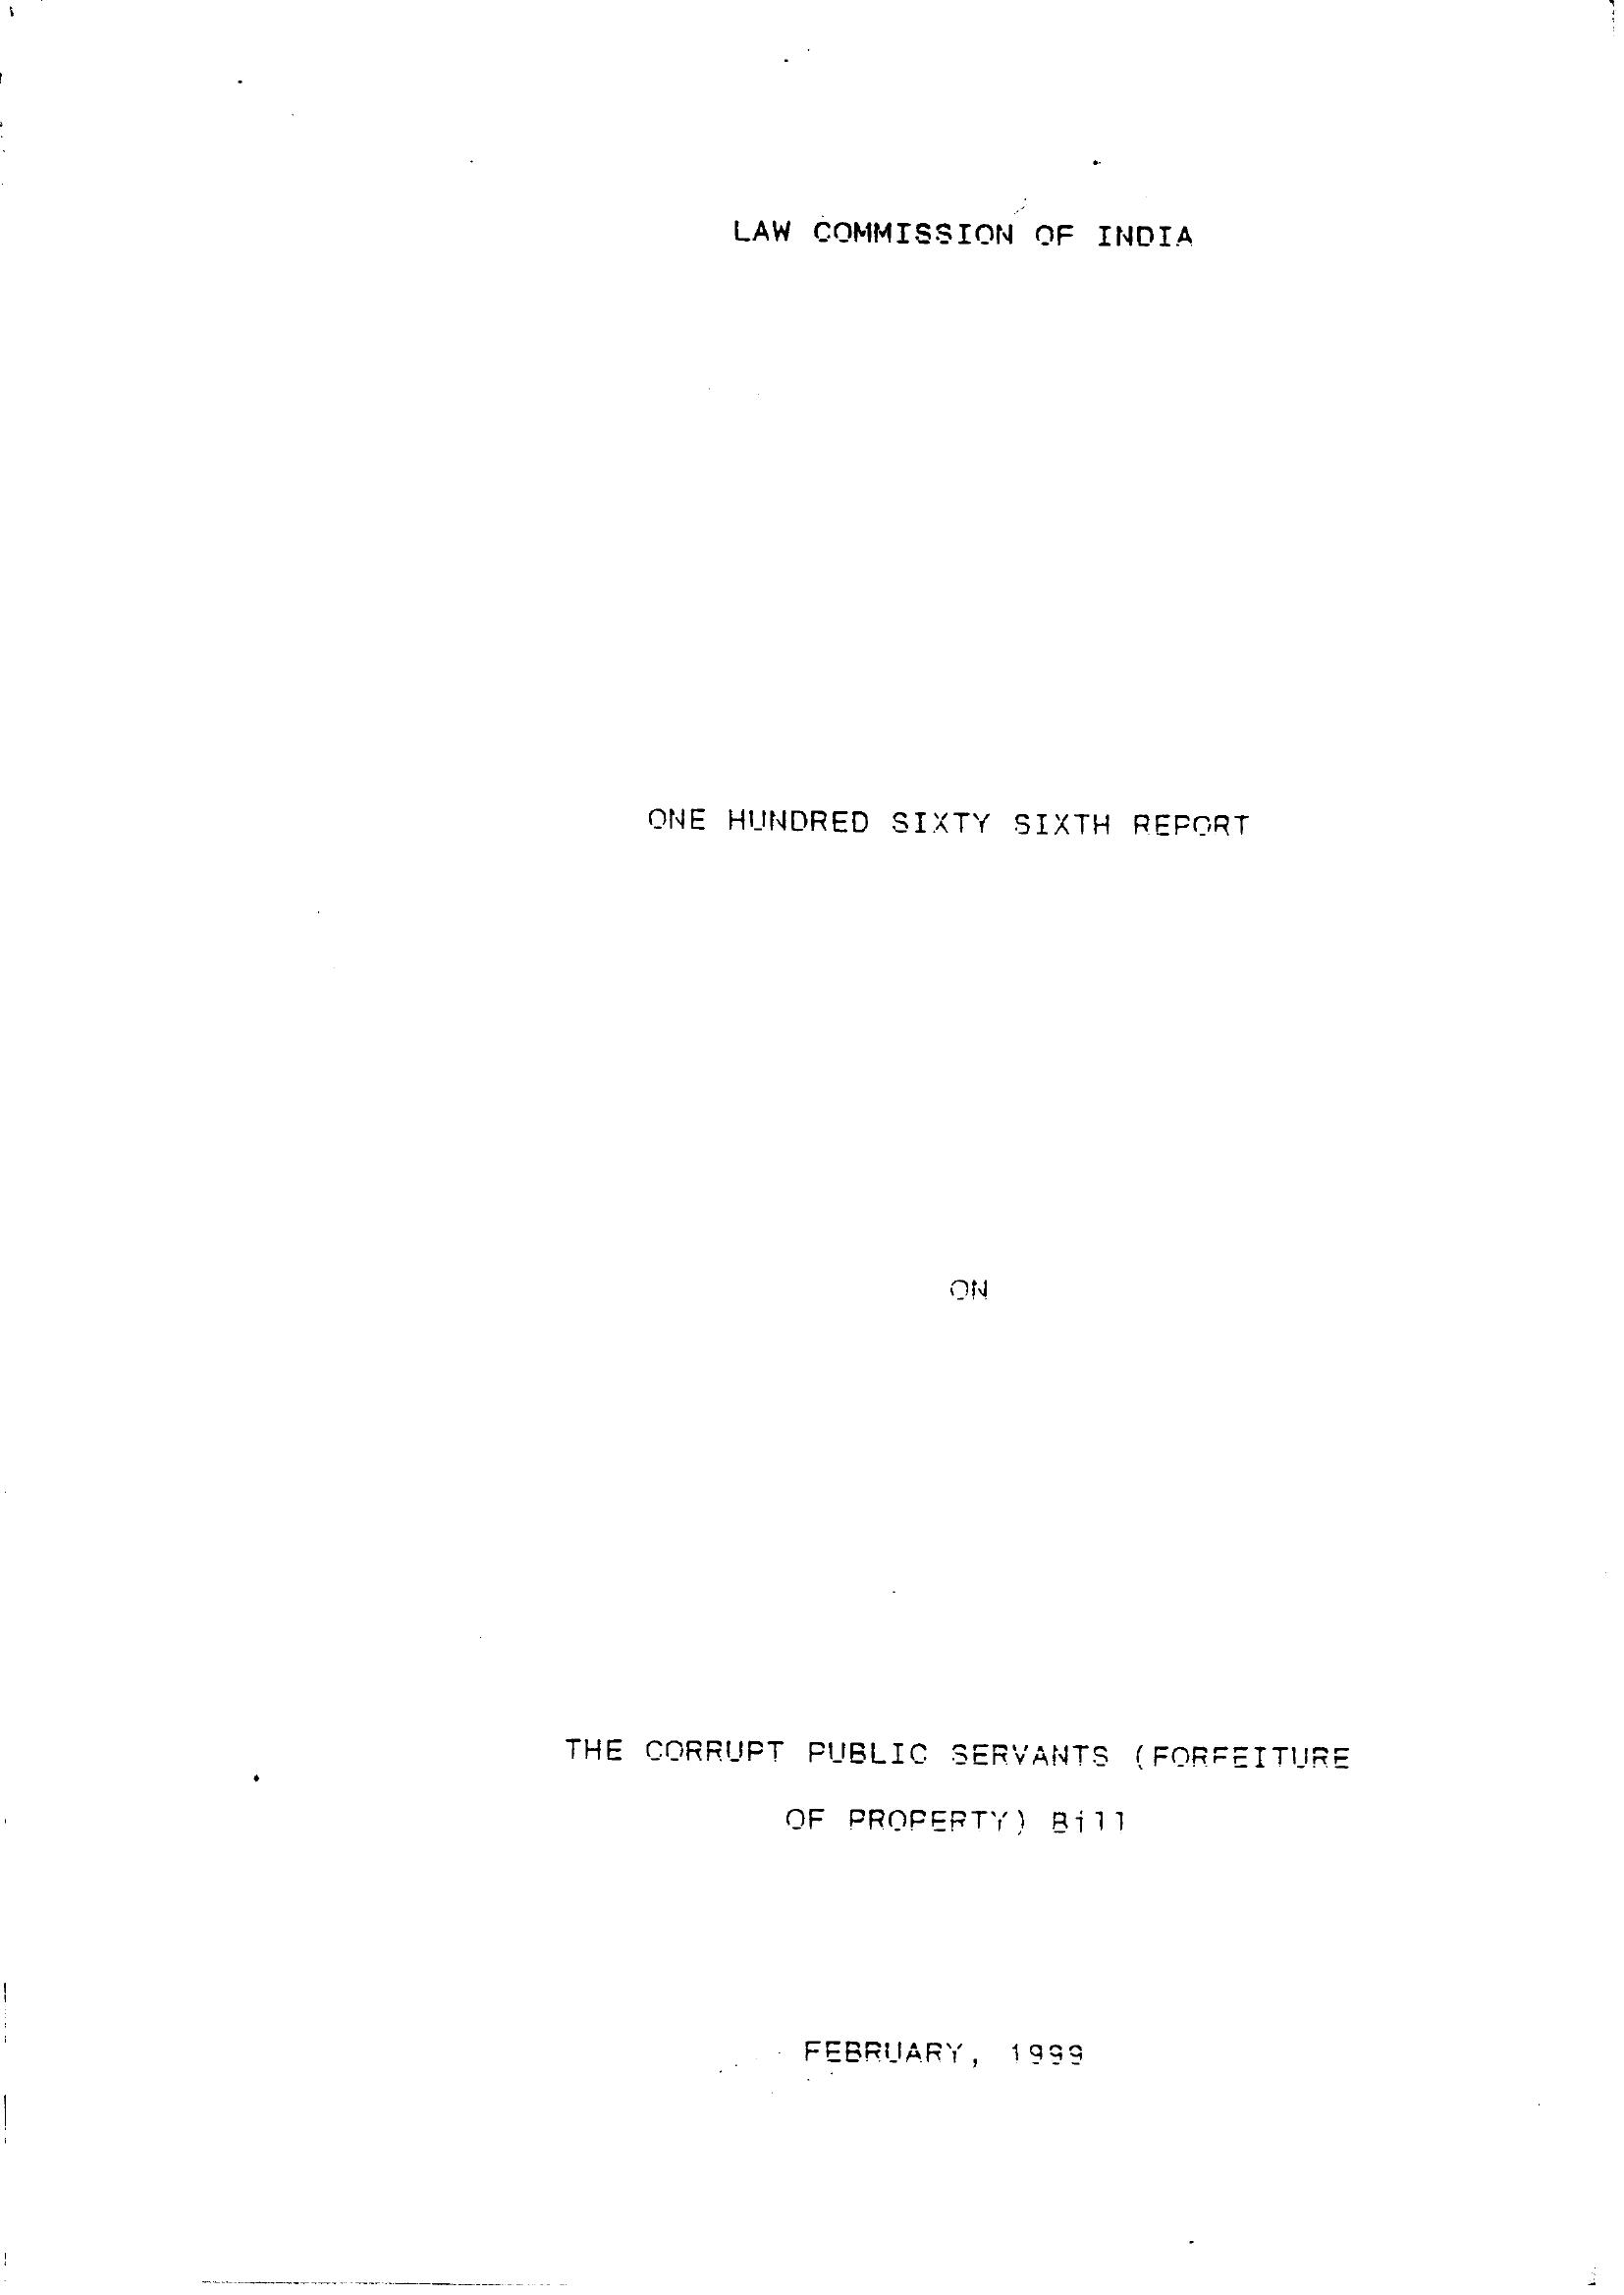 LAW COMMISSION OF INDIA
ONE HUNDRED SIXTY SIXTH REPORT
ON
THE CORRUPT PUBLIC SERVANTS (FORFEITURE
OF PROPERTY) Bill
FEBRUARY, 1999